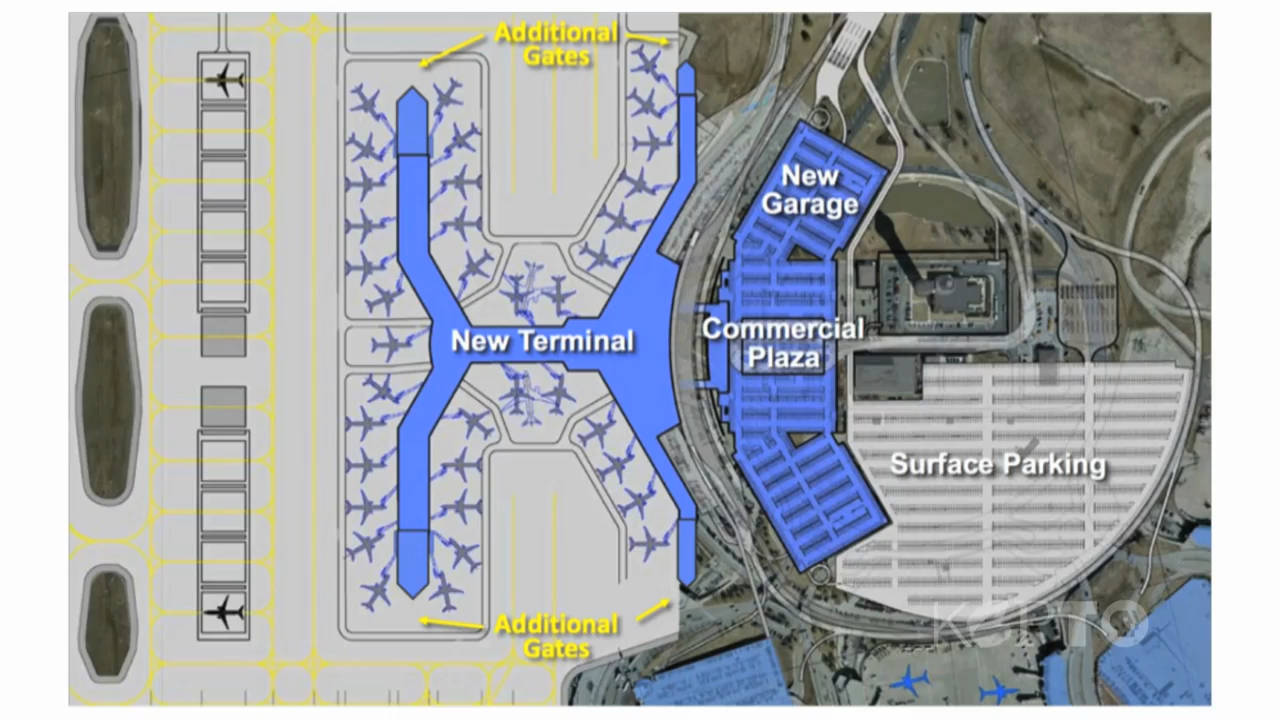 Additional
Gates
New
Garage
New Terminal
Commercial
Plaza
Surface Parking
Additional
Gates
KCPT